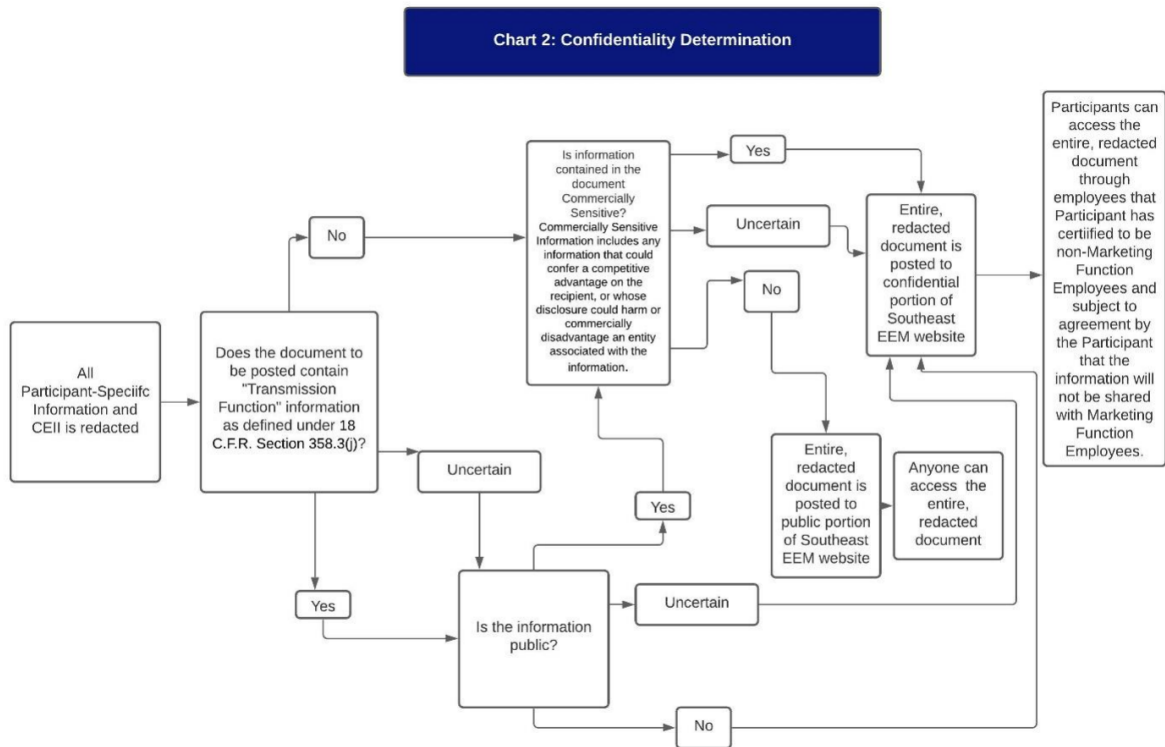 Chart 2: Confidentiality Determination
All
Participant-Speciifc
Information and
CEII is redacted
Does the document to
be posted contain
"Transmission
Function" information
as defined under 18
C.F.R. Section 358.3(j)?
No
Uncertain
Yes
Is the information
public?
Yes
Uncertain
No
Is information
contained in the
document
Commercially
Sensitive?
Commercially Sensitive
Information includes any
information that could
confer a competitive
advantage on the
recipient, or whose
disclosure could harm or
commercially
disadvantage an entity
associated with the
information.
Yes
Uncertain
No
Entire,
redacted
document is
posted to
confidential
portion of
Southeast
EEM website
Entire,
redacted
document is
posted to
public portion
of Southeast
EEM website
Anyone can
access the
entire,
redacted
document
Participants can
access the
entire, redacted
document
through
employees that
Participant has
certiified to be
non-Marketing
Function
Employees and
subject to
agreement by
the Participant
that the
information will
not be shared
with Marketing
Function
Employees.